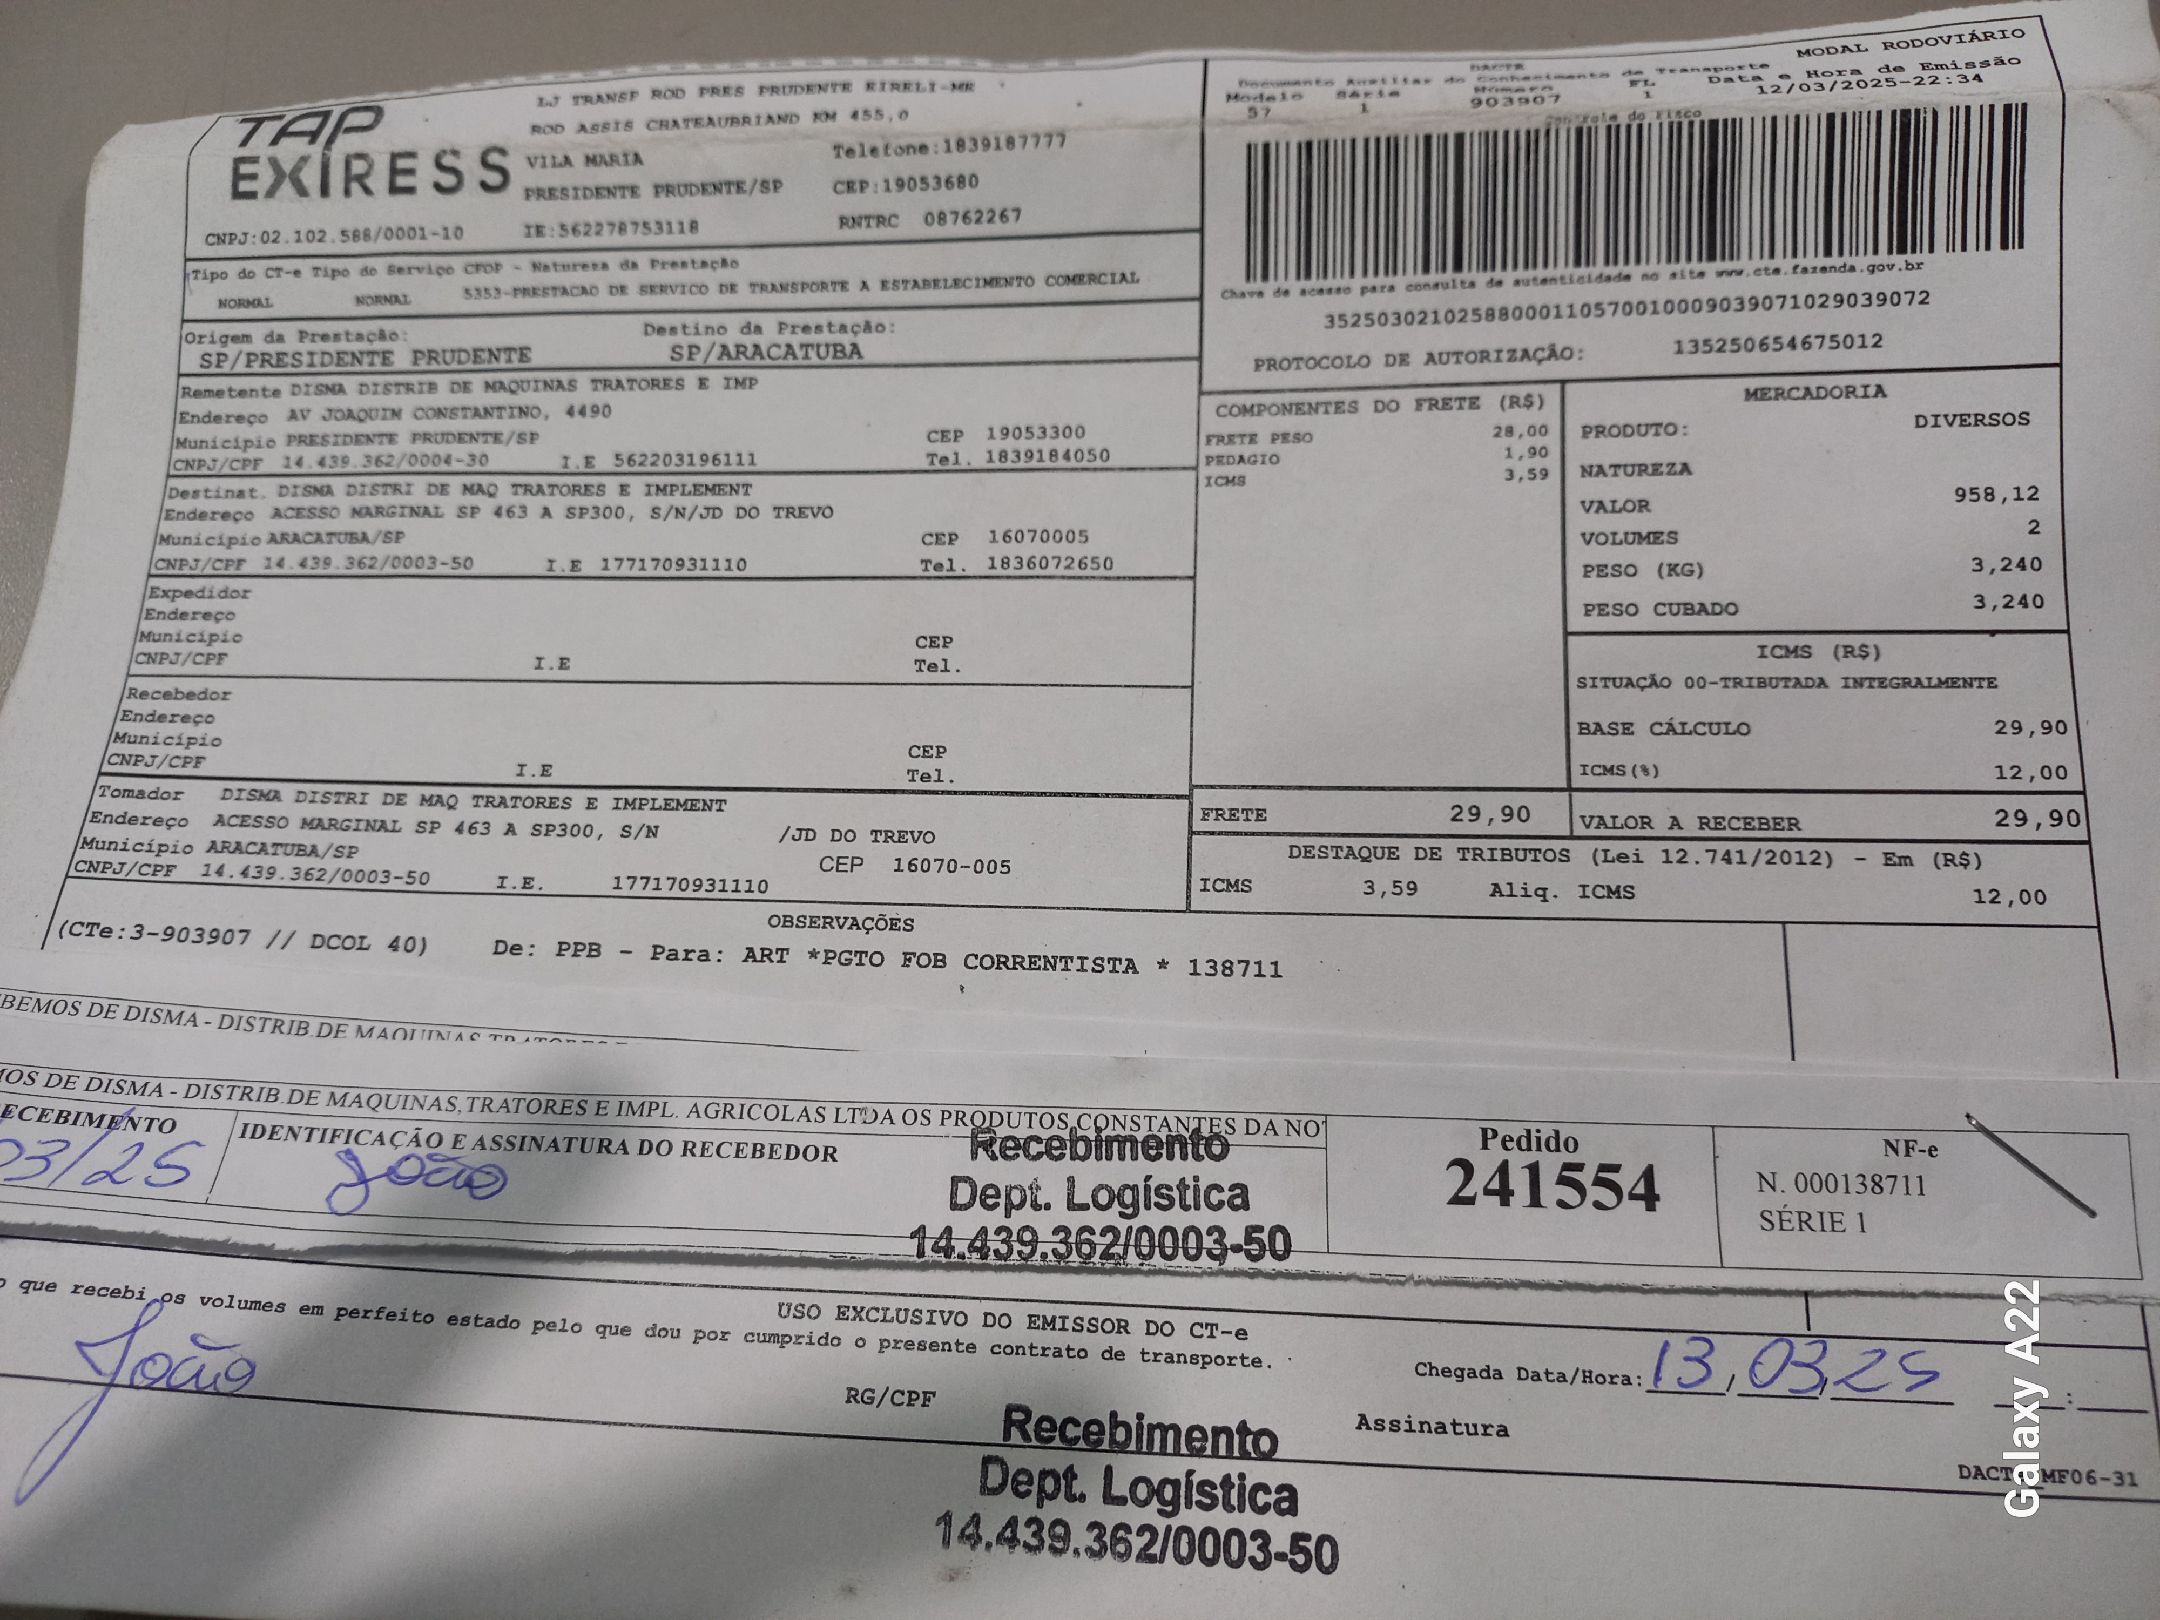 TAP
EXPRESS
LJ TRANSP ROD PRES PRUDENTE EIRELI-ME
ROD ASSIS CHATEAUBRIAND KM 455,0
VILA MARIA Telefone:1839187777
PRESIDENTE PRUDENTE/SP CEP:19053680
CNPJ:02.102.588/0001-10 IE:562278753118 RNTRC 08762267
DACTE MODAL RODOVIÁRIO
Documento Auxiliar do Conhecimento de Transporte
Modelo Série Número FL Data e Hora de Emissão
57 1 903907 1 12/03/2025-22:34
Controle do Fisco
Chave de acesso para consulta de autenticidade no site www.cte.fazenda.gov.br
35250302102588000110570010009039071029039072
PROTOCOLO DE AUTORIZAÇÃO: 135250654675012
Tipo do CT-e Tipo do Serviço CFOP - Natureza da Prestação
NORMAL NORMAL 5353-PRESTACAO DE SERVICO DE TRANSPORTE A ESTABELECIMENTO COMERCIAL
Origem da Prestação: Destino da Prestação:
SP/PRESIDENTE PRUDENTE SP/ARACATUBA
Remetente DISMA DISTRIB DE MAQUINAS TRATORES E IMP
Endereço AV JOAQUIM CONSTANTINO, 4490
Município PRESIDENTE PRUDENTE/SP CEP 19053300
CNPJ/CPF 14.439.362/0004-30 I.E 562203196111 Tel. 1839184050
Destinat. DISMA DISTRI DE MAQ TRATORES E IMPLEMENT
Endereço ACESSO MARGINAL SP 463 A SP300, S/N/JD DO TREVO
Município ARACATUBA/SP CEP 16070005
CNPJ/CPF 14.439.362/0003-50 I.E 177170931110 Tel. 1836072650
Expedidor
Endereço
Município CEP
CNPJ/CPF I.E Tel.
Recebedor
Endereço
Município CEP
CNPJ/CPF I.E Tel.
Tomador DISMA DISTRI DE MAQ TRATORES E IMPLEMENT
Endereço ACESSO MARGINAL SP 463 A SP300, S/N /JD DO TREVO
Município ARACATUBA/SP CEP 16070-005
CNPJ/CPF 14.439.362/0003-50 I.E. 177170931110
COMPONENTES DO FRETE (R$)
FRETE PESO 28,00
PEDAGIO 1,90
ICMS 3,59
MERCADORIA
PRODUTO: DIVERSOS
NATUREZA
VALOR 958,12
VOLUMES 2
PESO (KG) 3,240
PESO CUBADO 3,240
ICMS (R$)
SITUAÇÃO 00-TRIBUTADA INTEGRALMENTE
BASE CÁLCULO 29,90
ICMS(%) 12,00
FRETE 29,90 VALOR A RECEBER 29,90
DESTAQUE DE TRIBUTOS (Lei 12.741/2012) - Em (R$)
ICMS 3,59 Aliq. ICMS 12,00
OBSERVAÇÕES
(CTe:3-903907 // DCOL 40) De: PPB - Para: ART *PGTO FOB CORRENTISTA * 138711
BEMOS DE DISMA - DISTRIB.DE MAQUINAS TRATORES
MOS DE DISMA - DISTRIB.DE MAQUINAS,TRATORES E IMPL. AGRICOLAS LTDA OS PRODUTOS CONSTANTES DA NOT
RECEBIMENTO IDENTIFICAÇÃO E ASSINATURA DO RECEBEDOR
03/25 João
Recebimento
Dept. Logística
14.439.362/0003-50
Pedido
241554
NF-e
N. 000138711
SÉRIE 1
USO EXCLUSIVO DO EMISSOR DO CT-e
o que recebi os volumes em perfeito estado pelo que dou por cumprido o presente contrato de transporte.
João
RG/CPF
Chegada Data/Hora: 13,03,25 :
Assinatura
Recebimento
Dept. Logística
14.439.362/0003-50
DACT MF06-31
Galaxy A22